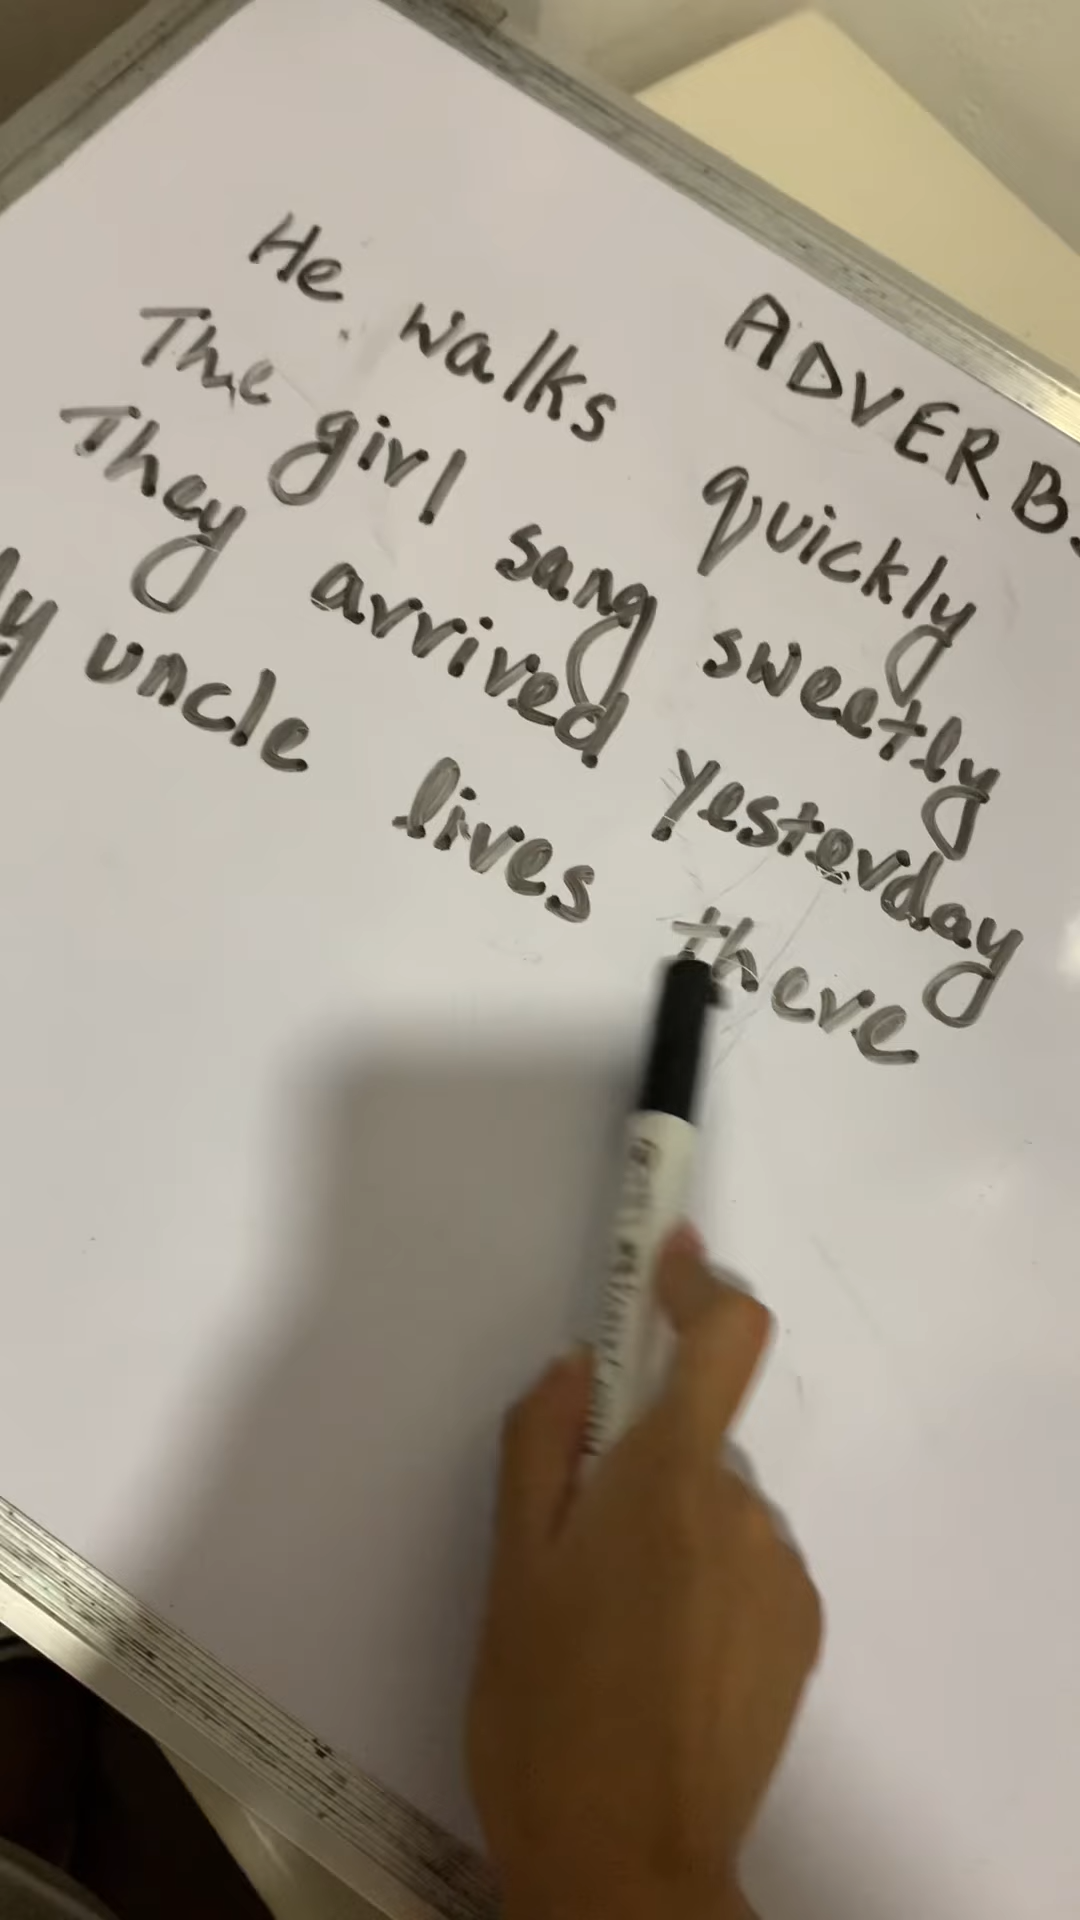 ADVERB
He walks quickly
The girl sang sweetly
They arrived yesterday
uncle lives there